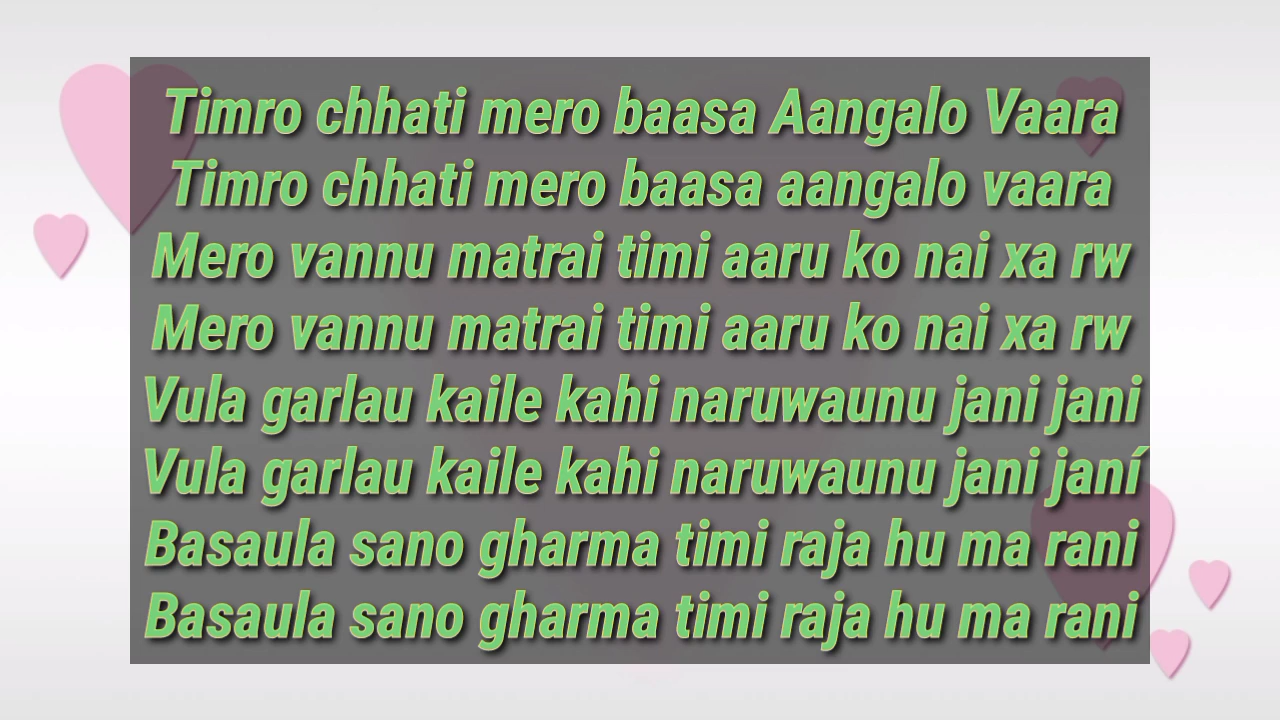 Timro chhati mero baasa Aangalo Vaara
Timro chhati mero baasa aangalo vaara
Mero vannu matrai timi aaru ko nai xa rw
Mero vannu matrai timi aaru ko nai xa rw
Vula garlau kaile kahi naruwaunu jani jani
Vula garlau kaile kahi naruwaunu jani janí
Basaula sano gharma timi raja hu ma rani
Basaula sano gharma timi raja hu ma rani